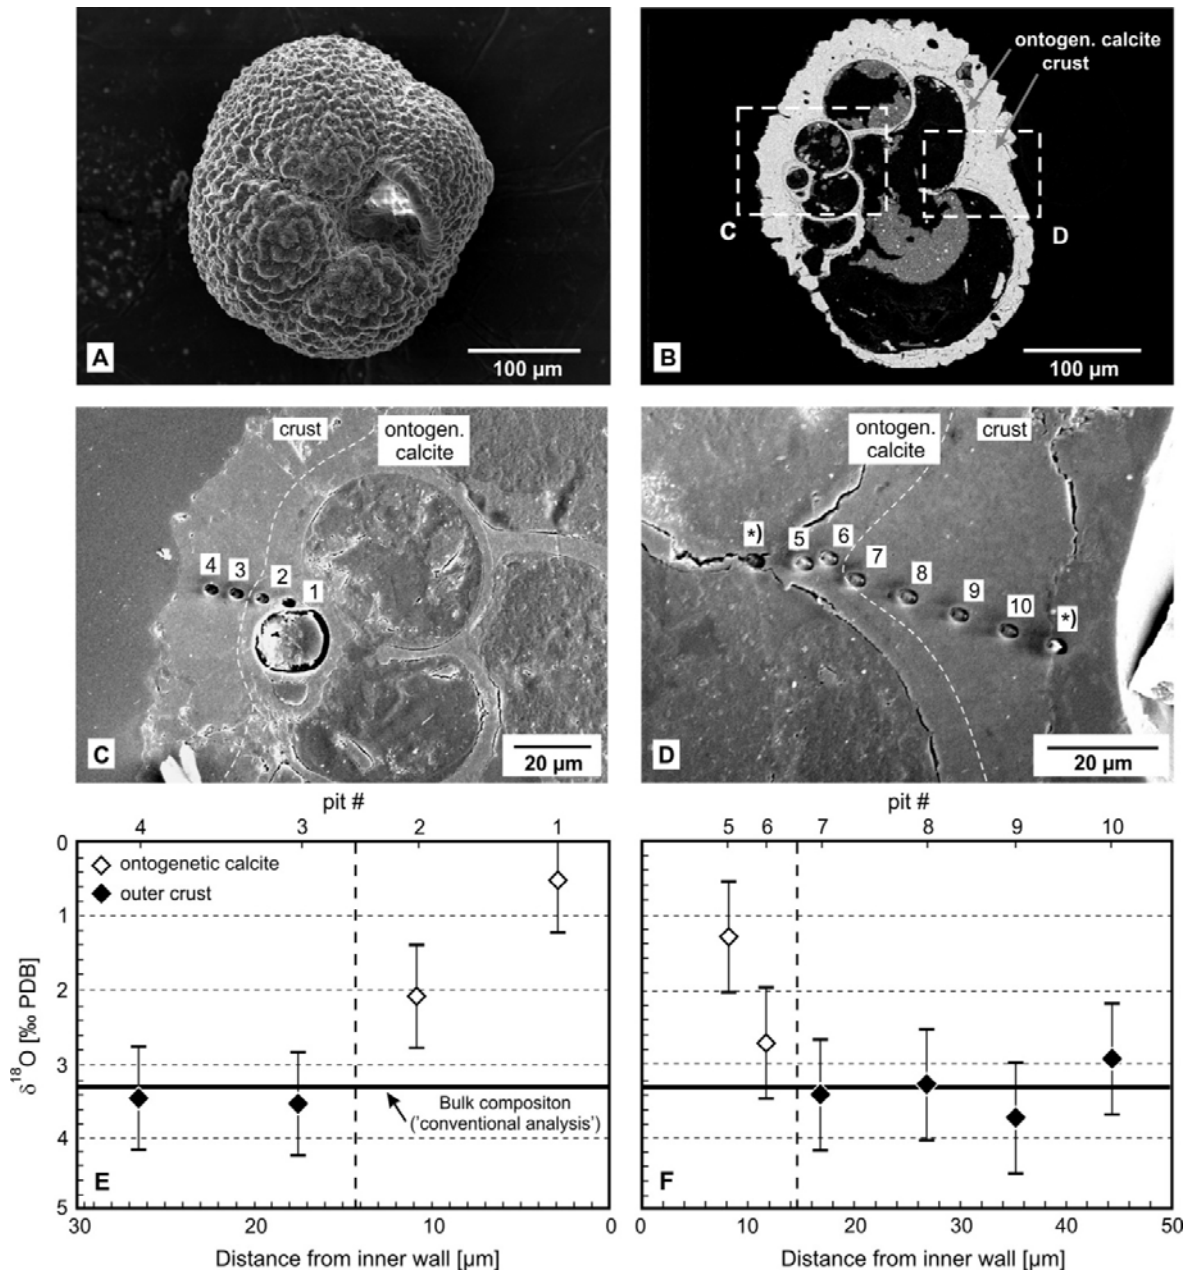 A
100 µm
ontogen. calcite
crust
C
D
B
100 µm
crust
ontogen.
calcite
4
3
2
1
C
20 µm
ontogen.
calcite
crust
*)
5
6
7
8
9
10
*)
D
20 µm
pit #
4
3
2
1
pit #
5
6
7
8
9
10
0
1
2
3
4
5
δ18O [‰ PDB]
ontogenetic calcite
outer crust
Bulk compositon
('conventional analysis')
E
F
30
20
10
0
Distance from inner wall [µm]
0
10
20
30
40
50
Distance from inner wall [µm]